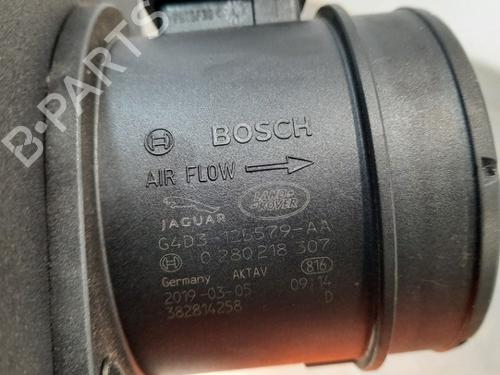 B-PARTS
BOSCH
AIR FLOW
LAND ROVER
JAGUAR
G4D3-12B579-AA
0 280 218 307
Germany AKTAV 816
2019-03-05 09/14
382814258 D